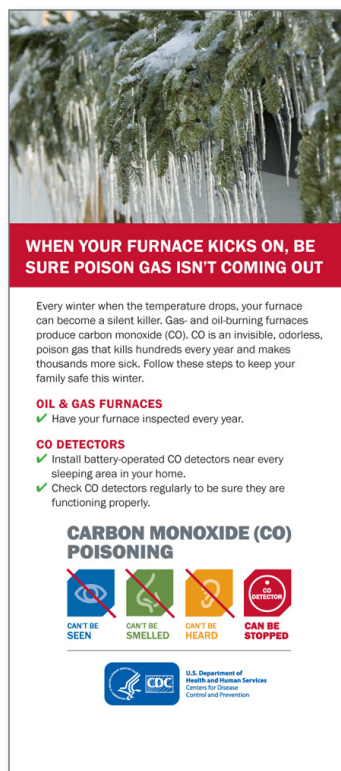 WHEN YOUR FURNACE KICKS ON, BE
SURE POISON GAS ISN'T COMING OUT
Every winter when the temperature drops, your furnace
can become a silent killer. Gas- and oil-burning furnaces
produce carbon monoxide (CO). CO is an invisible, odorless,
poison gas that kills hundreds every year and makes
thousands more sick. Follow these steps to keep your
family safe this winter.
OIL & GAS FURNACES
✔ Have your furnace inspected every year.
CO DETECTORS
✔ Install battery-operated CO detectors near every
sleeping area in your home.
✔ Check CO detectors regularly to be sure they are
functioning properly.
CARBON MONOXIDE (CO)
POISONING
CO
DETECTOR
CAN'T BE
SEEN
CAN'T BE
SMELLED
CAN'T BE
HEARD
CAN BE
STOPPED
CDC
U.S. Department of
Health and Human Services
Centers for Disease
Control and Prevention